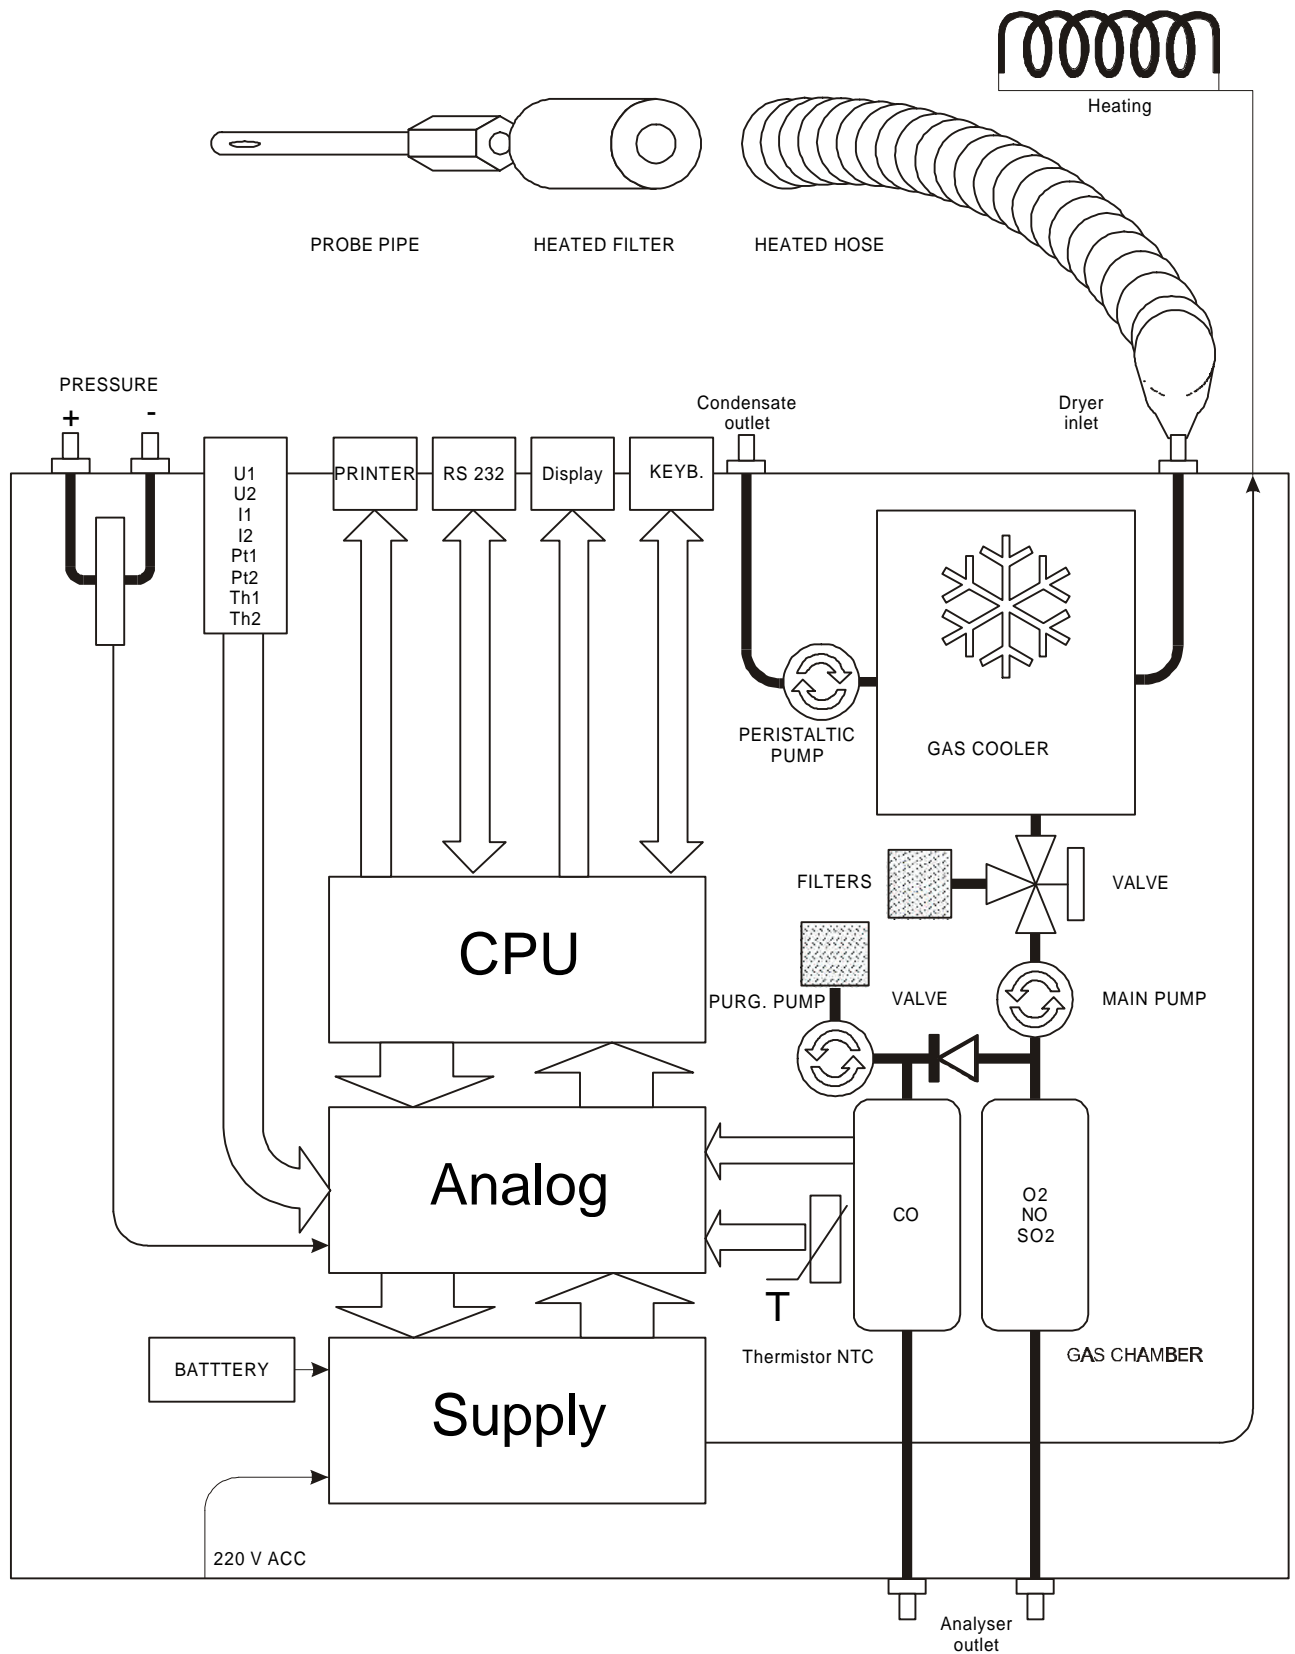 Heating
PROBE PIPE
HEATED FILTER
HEATED HOSE
PRESSURE
+
-
Condensate
outlet
Dryer
inlet
U1
U2
I1
I2
Pt1
Pt2
Th1
Th2
PRINTER
RS 232
Display
KEYB.
PERISTALTIC
PUMP
GAS COOLER
FILTERS
VALVE
CPU
PURG. PUMP
VALVE
MAIN PUMP
Analog
CO
O2
NO
SO2
T
Thermistor NTC
GAS CHAMBER
BATTTERY
Supply
220 V ACC
Analyser
outlet